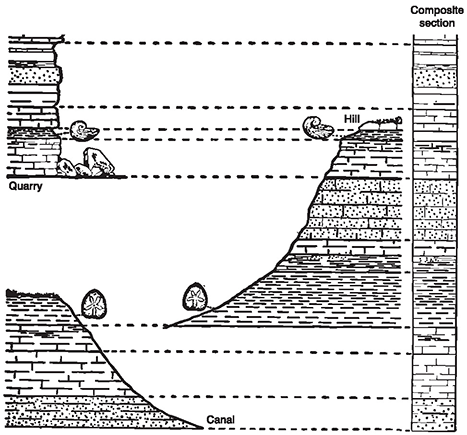 Composite
section
Hill
Quarry
Canal